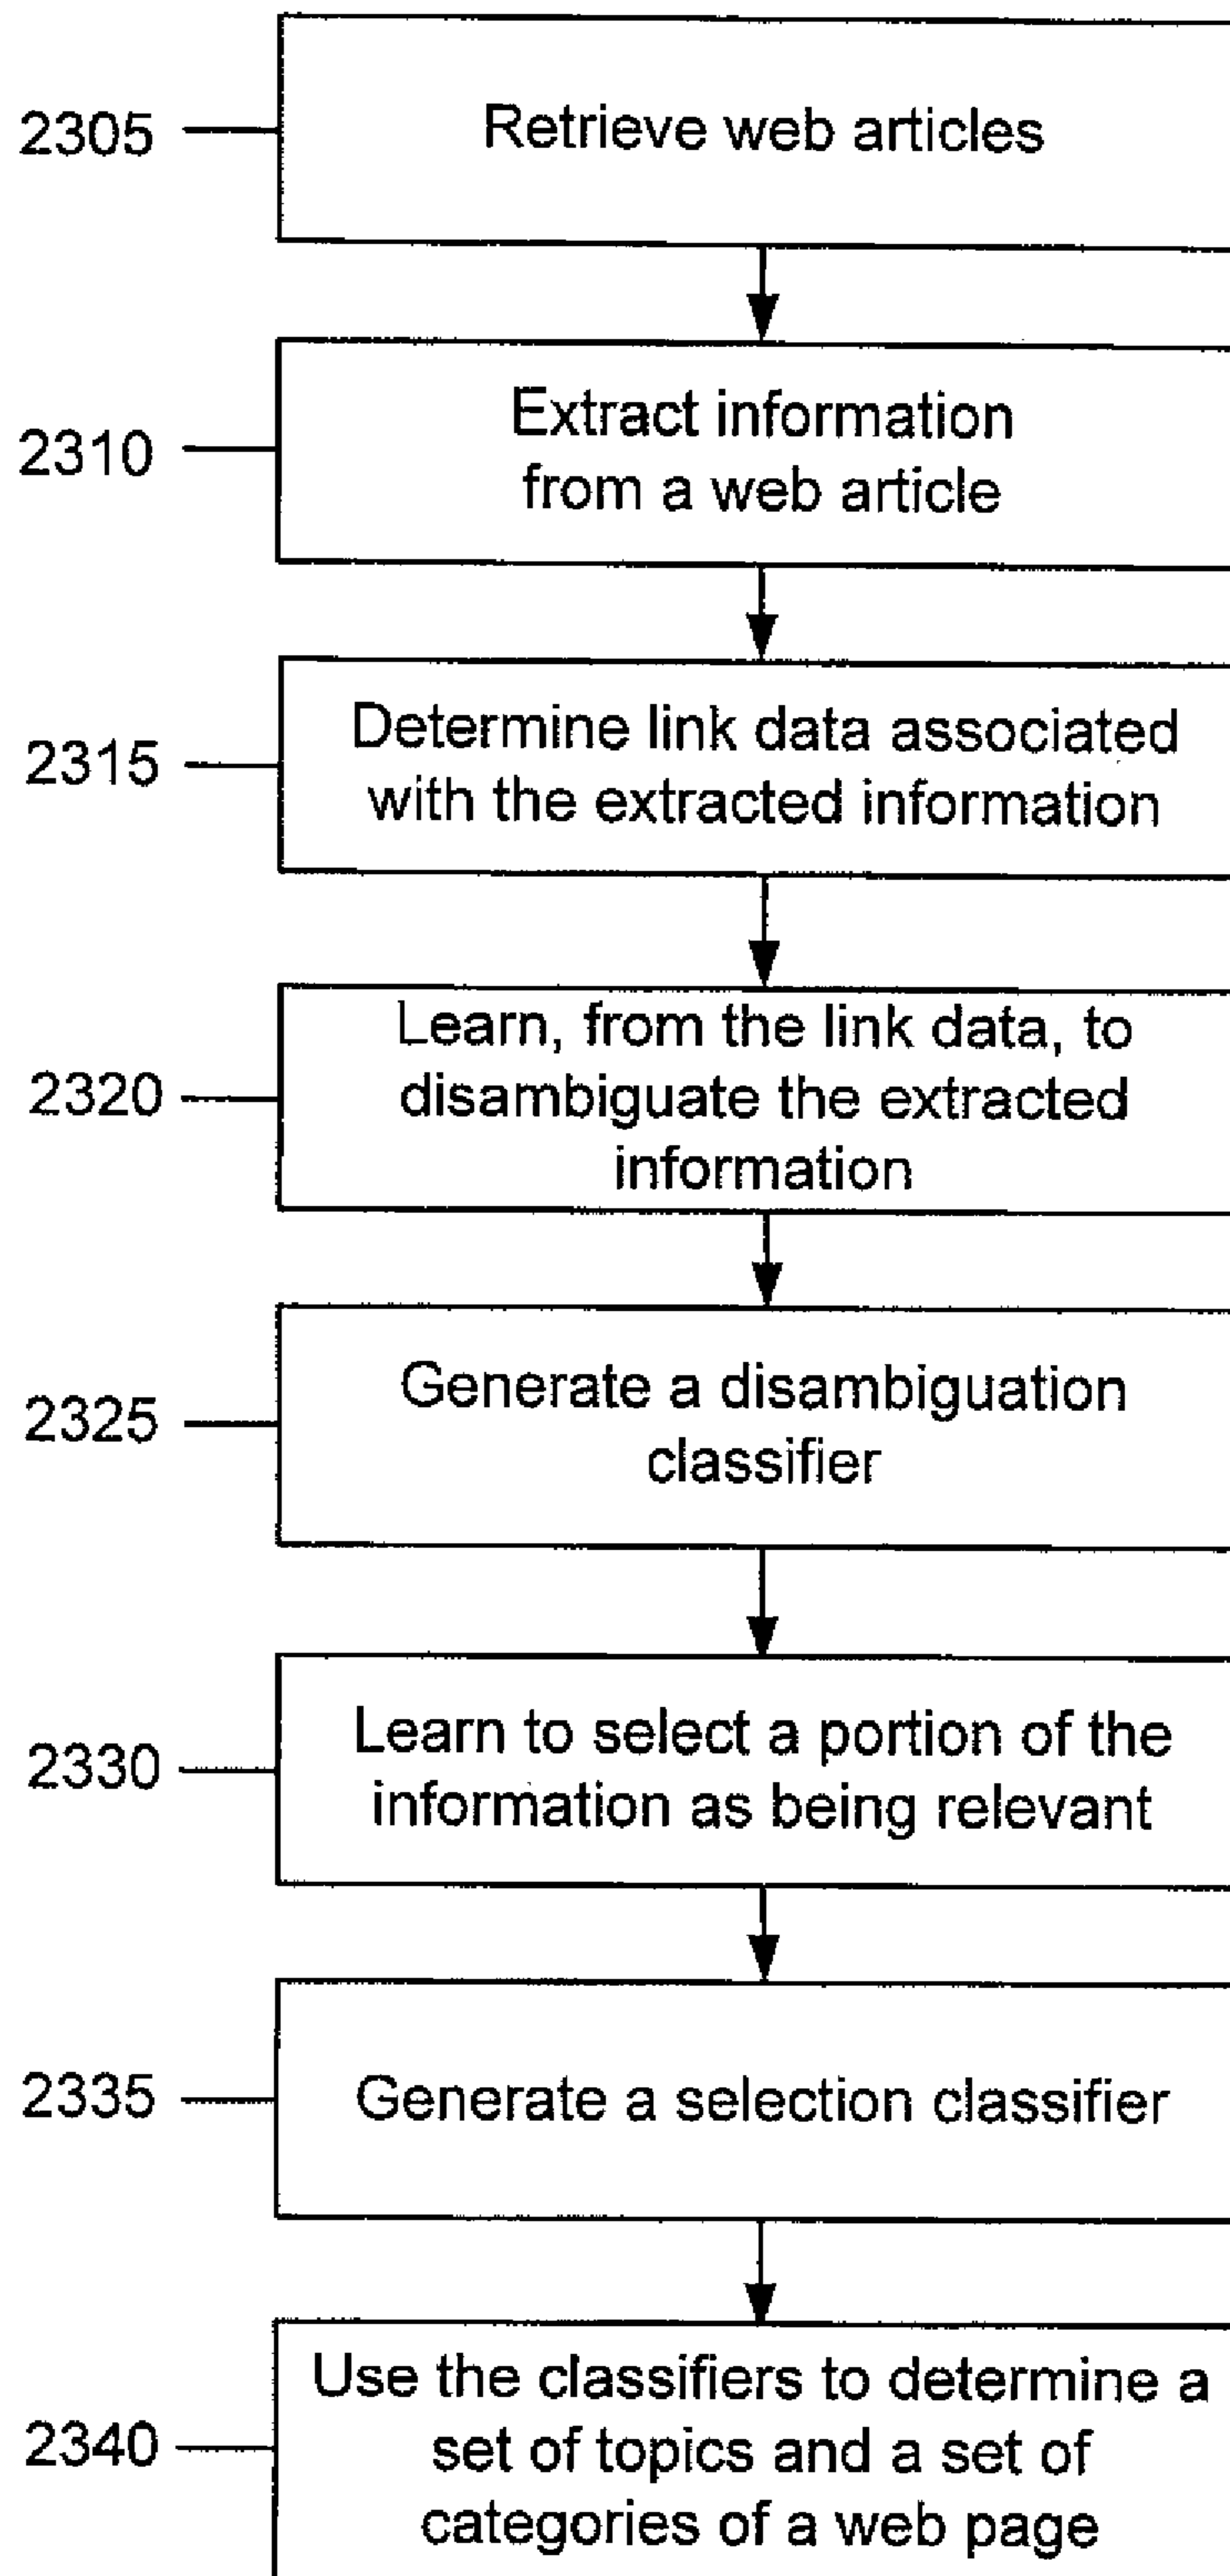 2305
Retrieve web articles
2310
Extract information
from a web article
2315
Determine link data associated
with the extracted information
2320
Learn, from the link data, to
disambiguate the extracted
information
2325
Generate a disambiguation
classifier
2330
Learn to select a portion of the
information as being relevant
2335
Generate a selection classifier
2340
Use the classifiers to determine a
set of topics and a set of
categories of a web page